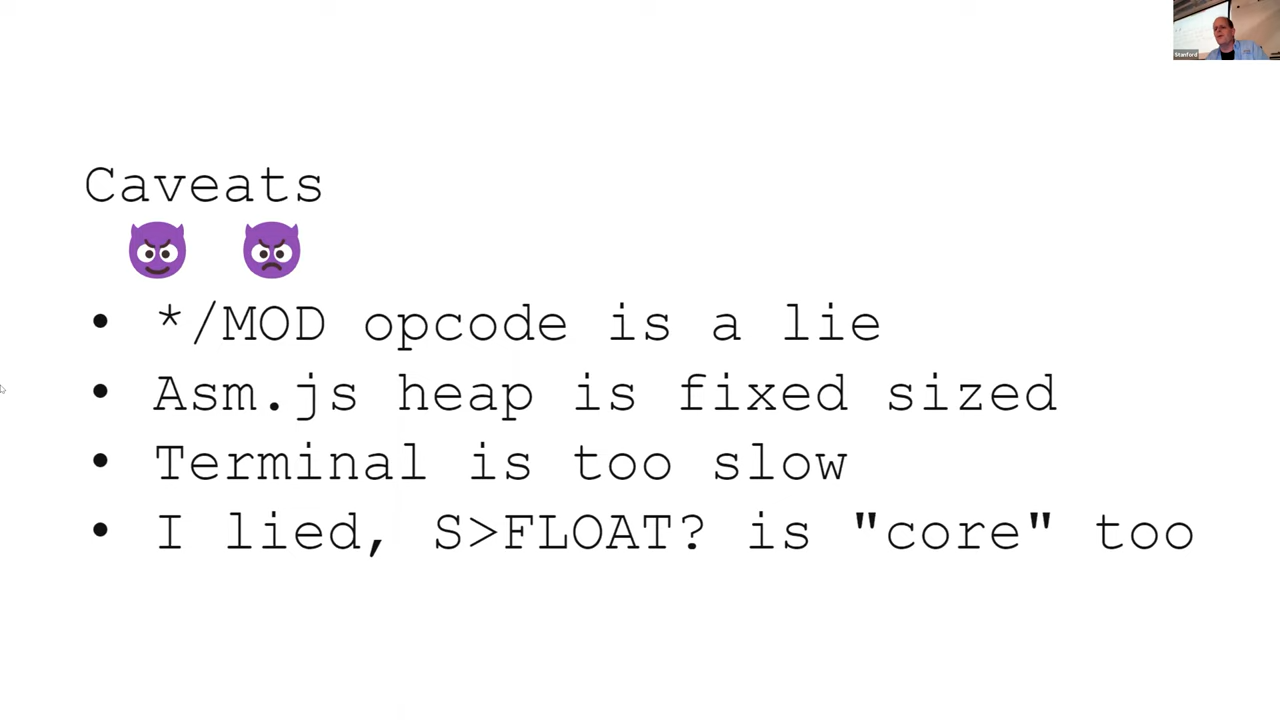 Stanford
Caveats
• */MOD opcode is a lie
• Asm.js heap is fixed sized
• Terminal is too slow
• I lied, S>FLOAT? is "core" too